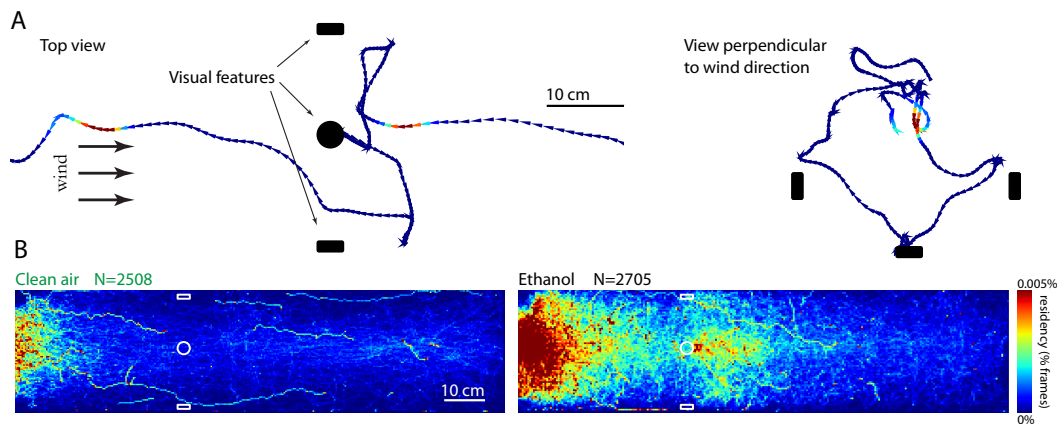 A
Top view
Visual features
10 cm
View perpendicular
to wind direction
wind
B
Clean air N=2508
10 cm
Ethanol N=2705
0.005%
residency (% frames)
0%